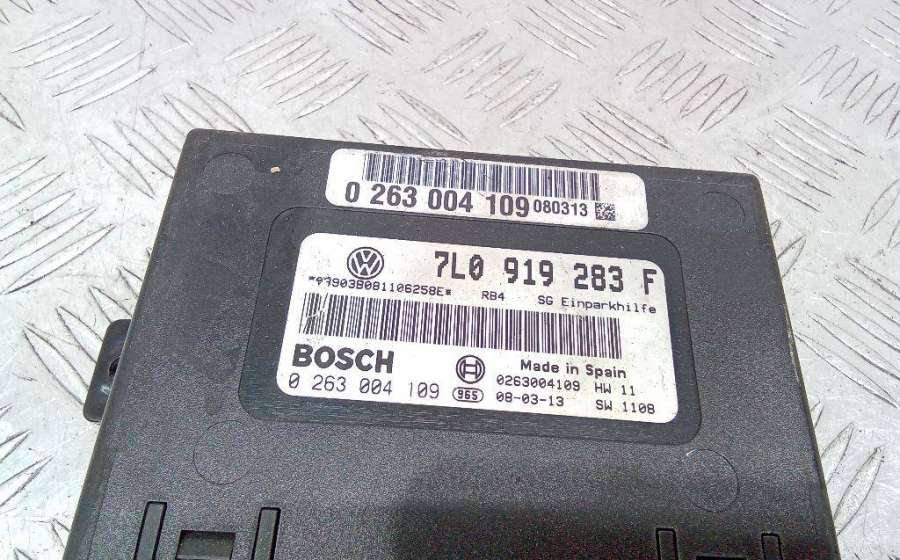 0 263 004 109 080313
7L0 919 283 F
RB4 SG Einparkhilfe
BOSCH
Made in Spain
0263004109 HW 11
0 263 004 109 965 08-03-13 SW 1108